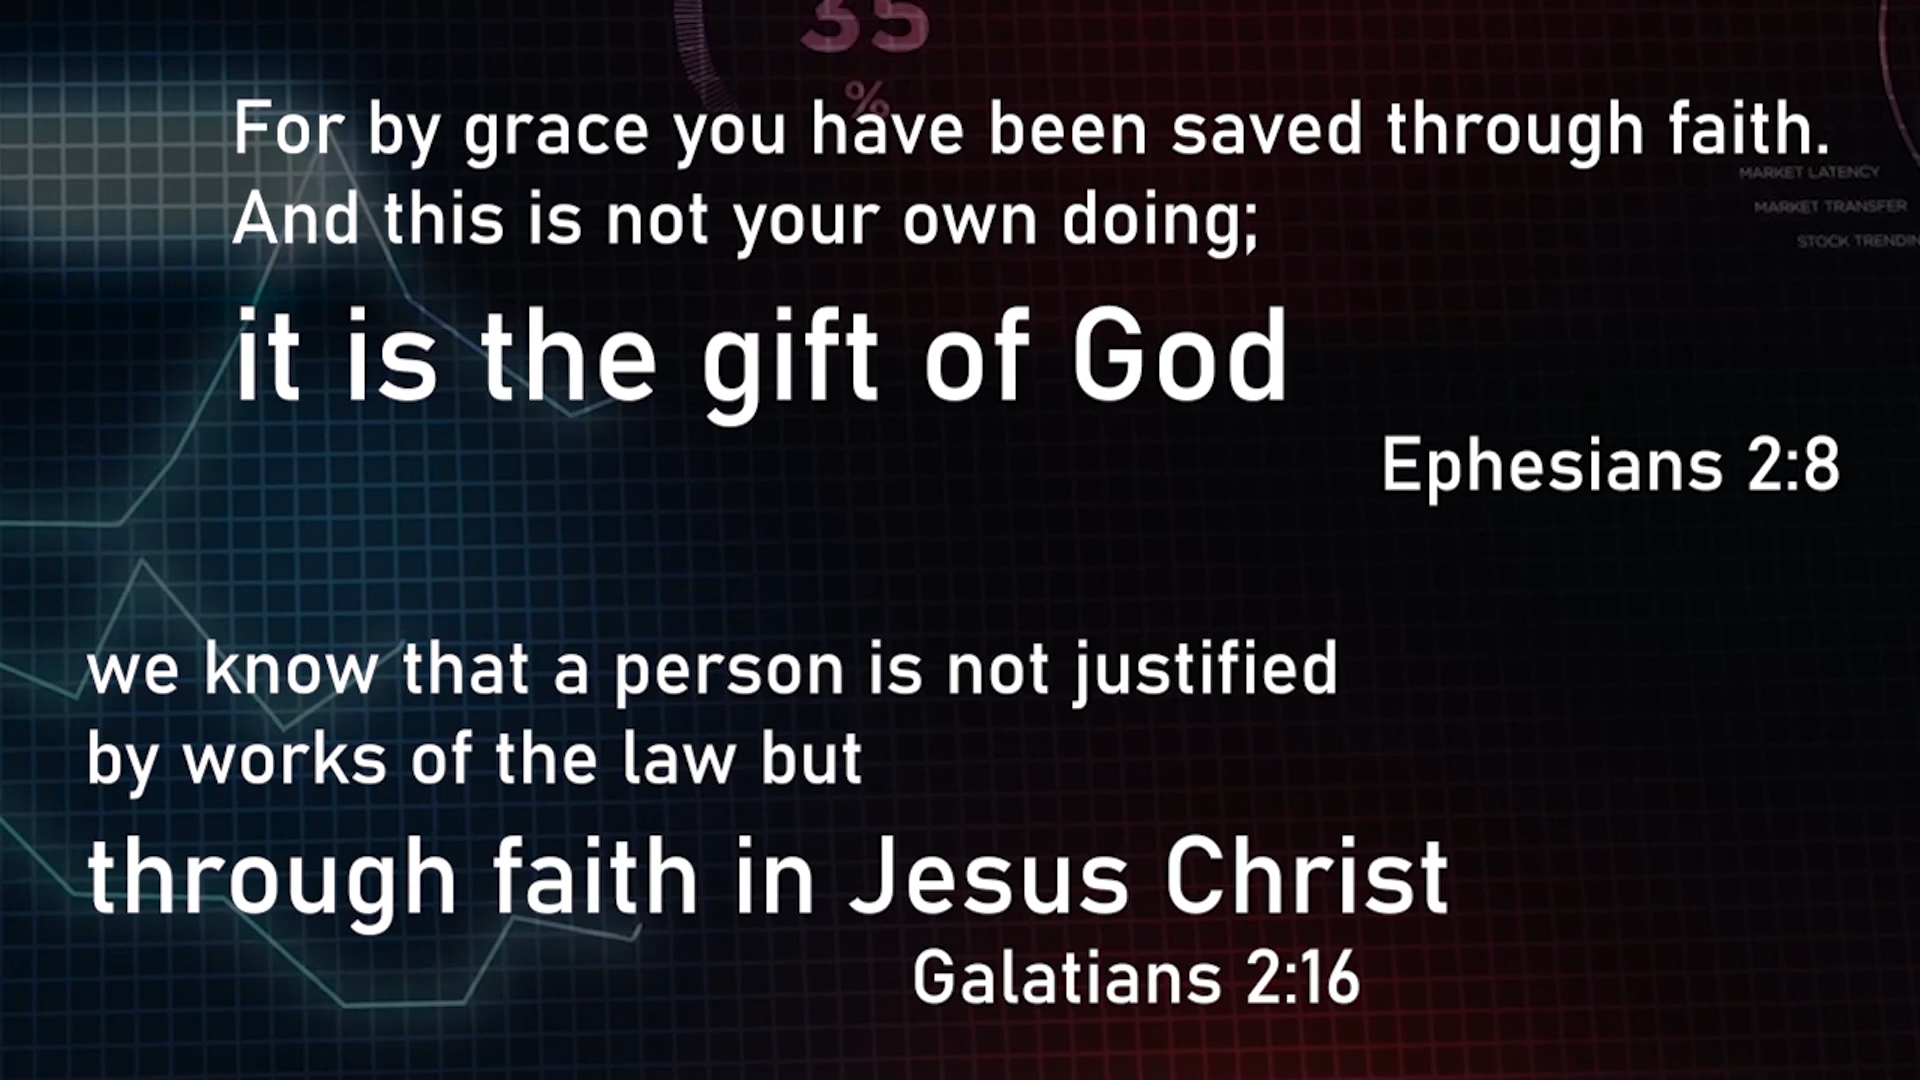 35
%
For by grace you have been saved through faith.
And this is not your own doing;
it is the gift of God
Ephesians 2:8
MARKET LATENCY
MARKET TRANSFER
STOCK TRENDIN
we know that a person is not justified
by works of the law but
through faith in Jesus Christ
Galatians 2:16